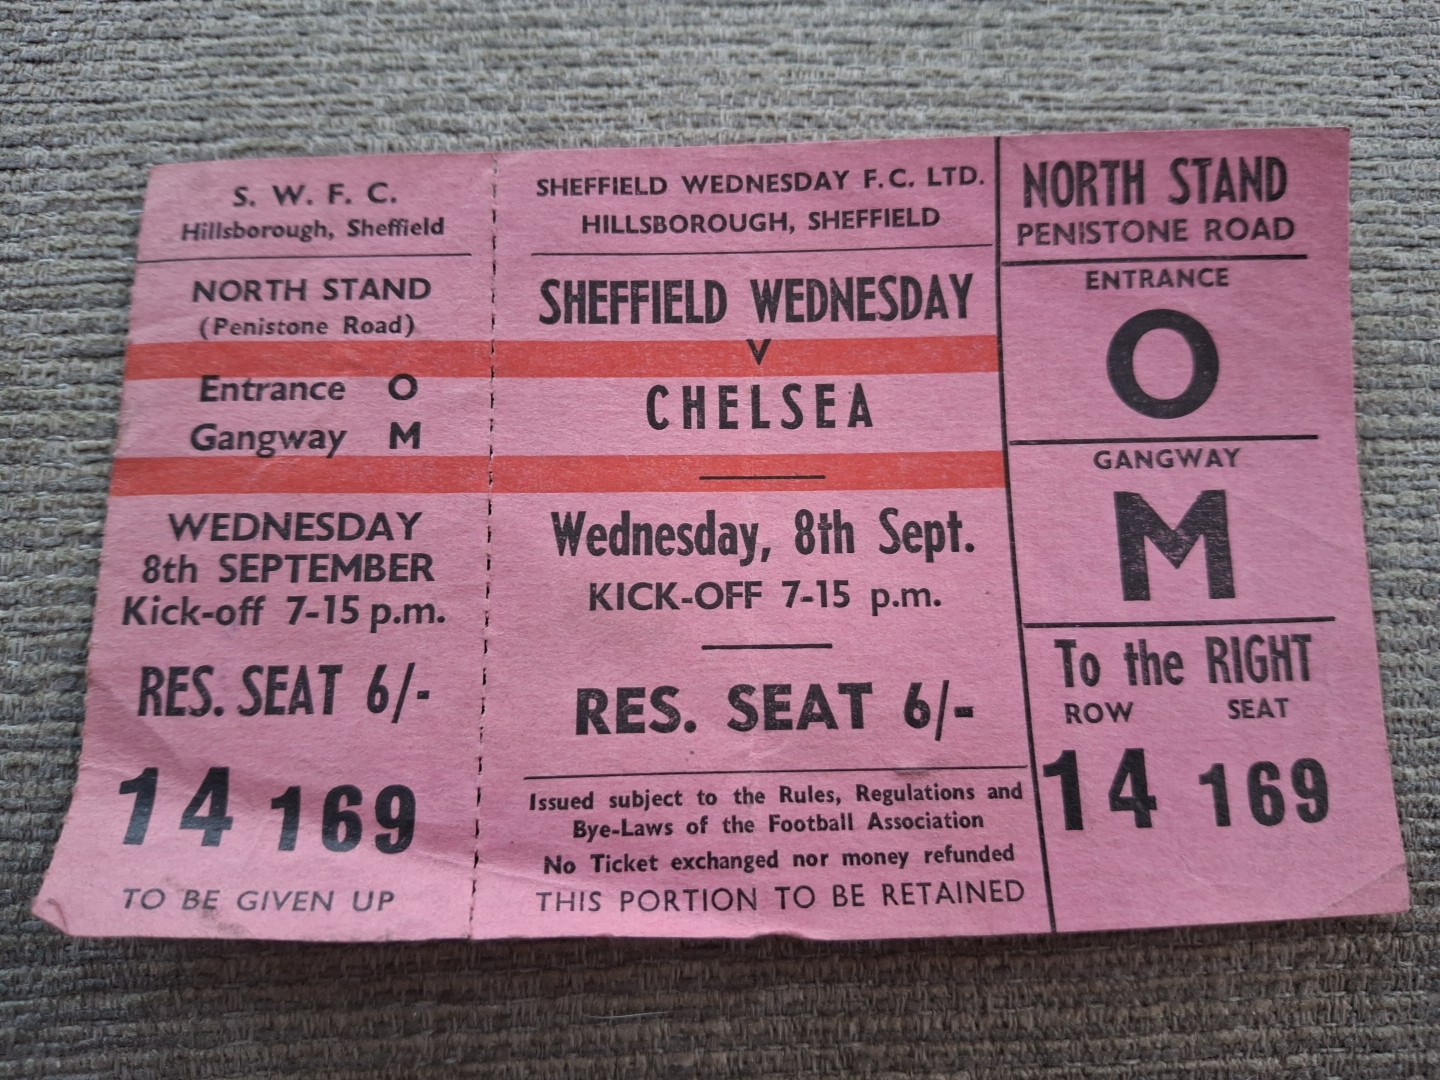 S. W. F. C.
Hillsborough, Sheffield
NORTH STAND
(Penistone Road)
Entrance O
Gangway M
WEDNESDAY
8th SEPTEMBER
Kick-off 7-15 p.m.
RES. SEAT 6/-
14 169
TO BE GIVEN UP
SHEFFIELD WEDNESDAY F.C. LTD.
HILLSBOROUGH, SHEFFIELD
SHEFFIELD WEDNESDAY
V
CHELSEA
Wednesday, 8th Sept.
KICK-OFF 7-15 p.m.
RES. SEAT 6/-
Issued subject to the Rules, Regulations and
Bye-Laws of the Football Association
No Ticket exchanged nor money refunded
THIS PORTION TO BE RETAINED
NORTH STAND
PENISTONE ROAD
ENTRANCE
O
GANGWAY
M
To the RIGHT
ROW SEAT
14 169